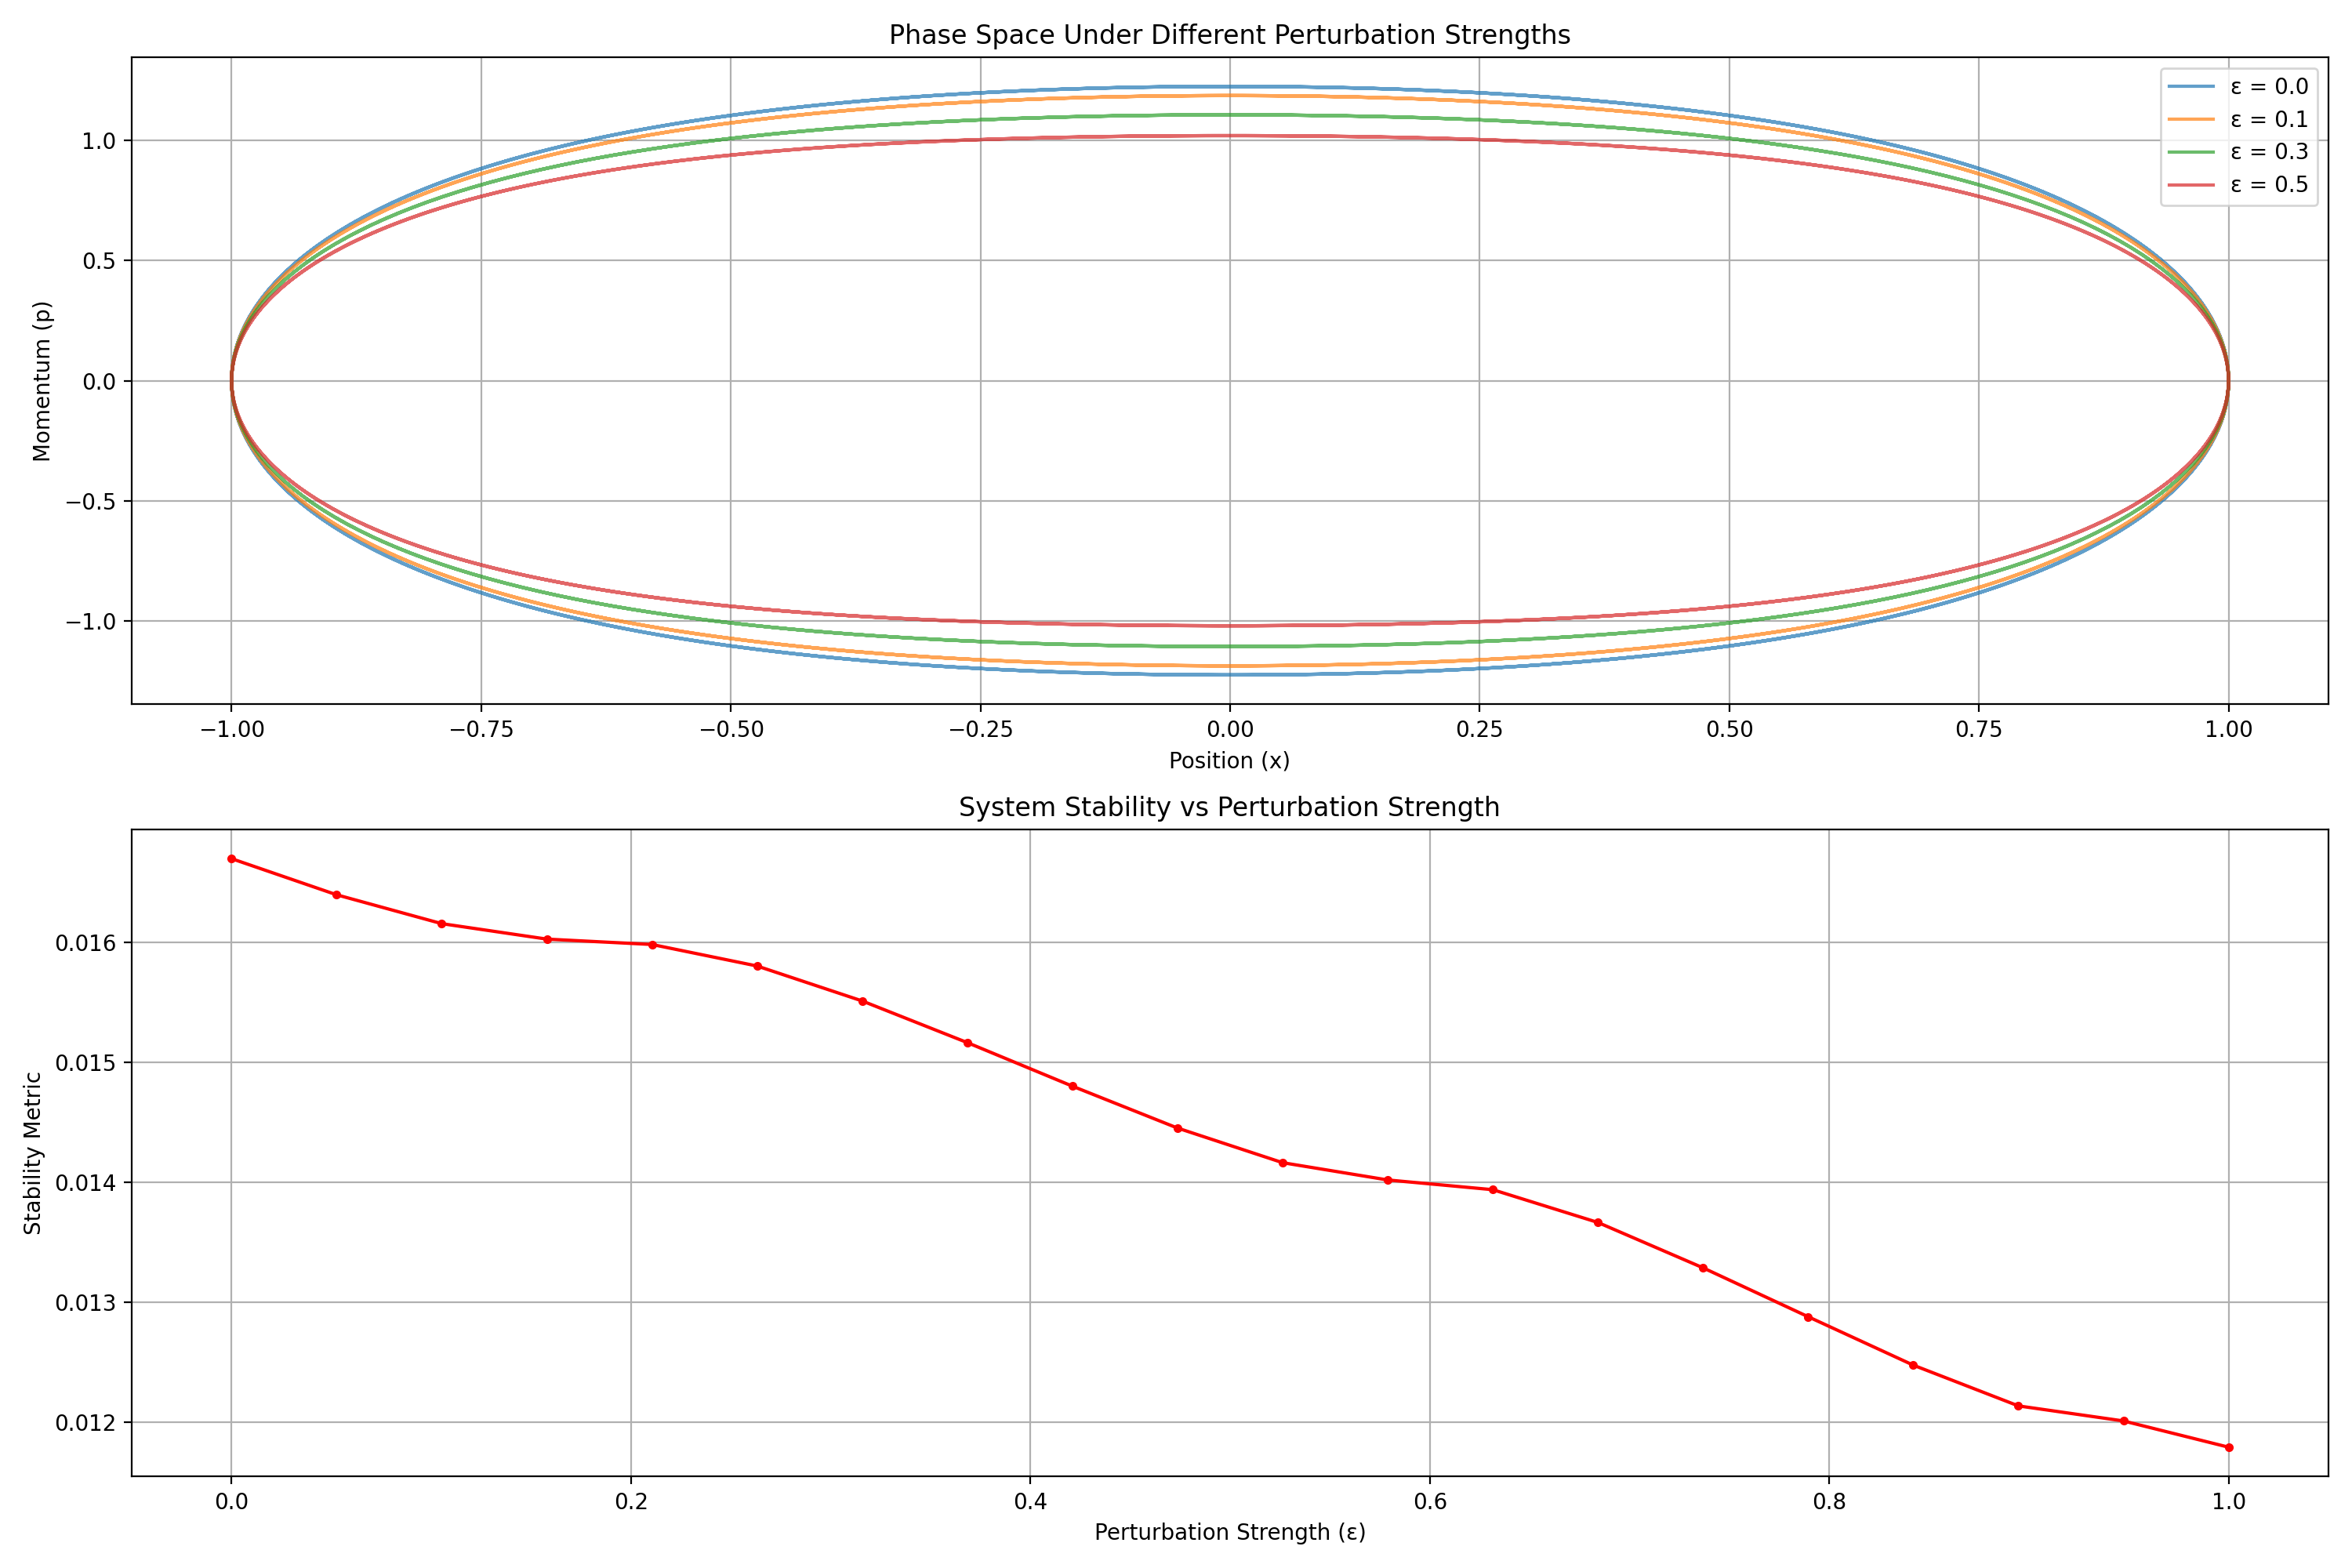 Phase Space Under Different Perturbation Strengths
ε = 0.0
ε = 0.1
ε = 0.3
ε = 0.5
Momentum (p)
1.0
0.5
0.0
−0.5
−1.0
−1.00 −0.75 −0.50 −0.25 0.00 0.25 0.50 0.75 1.00
Position (x)
System Stability vs Perturbation Strength
Stability Metric
0.016
0.015
0.014
0.013
0.012
0.0 0.2 0.4 0.6 0.8 1.0
Perturbation Strength (ε)